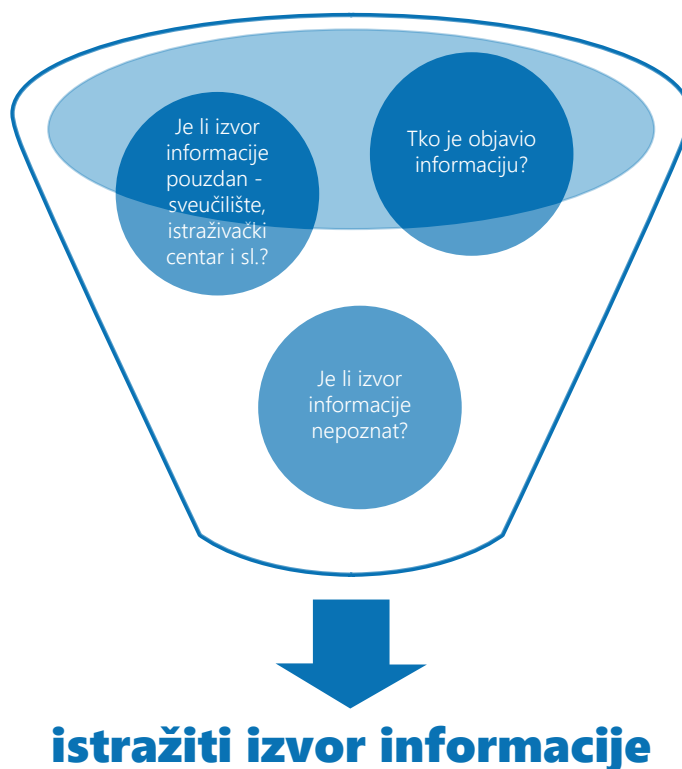 Je li izvor
informacije
pouzdan -
sveučilište,
istraživački
centar i sl.?
Tko je objavio
informaciju?
Je li izvor
informacije
nepoznat?
istražiti izvor informacije